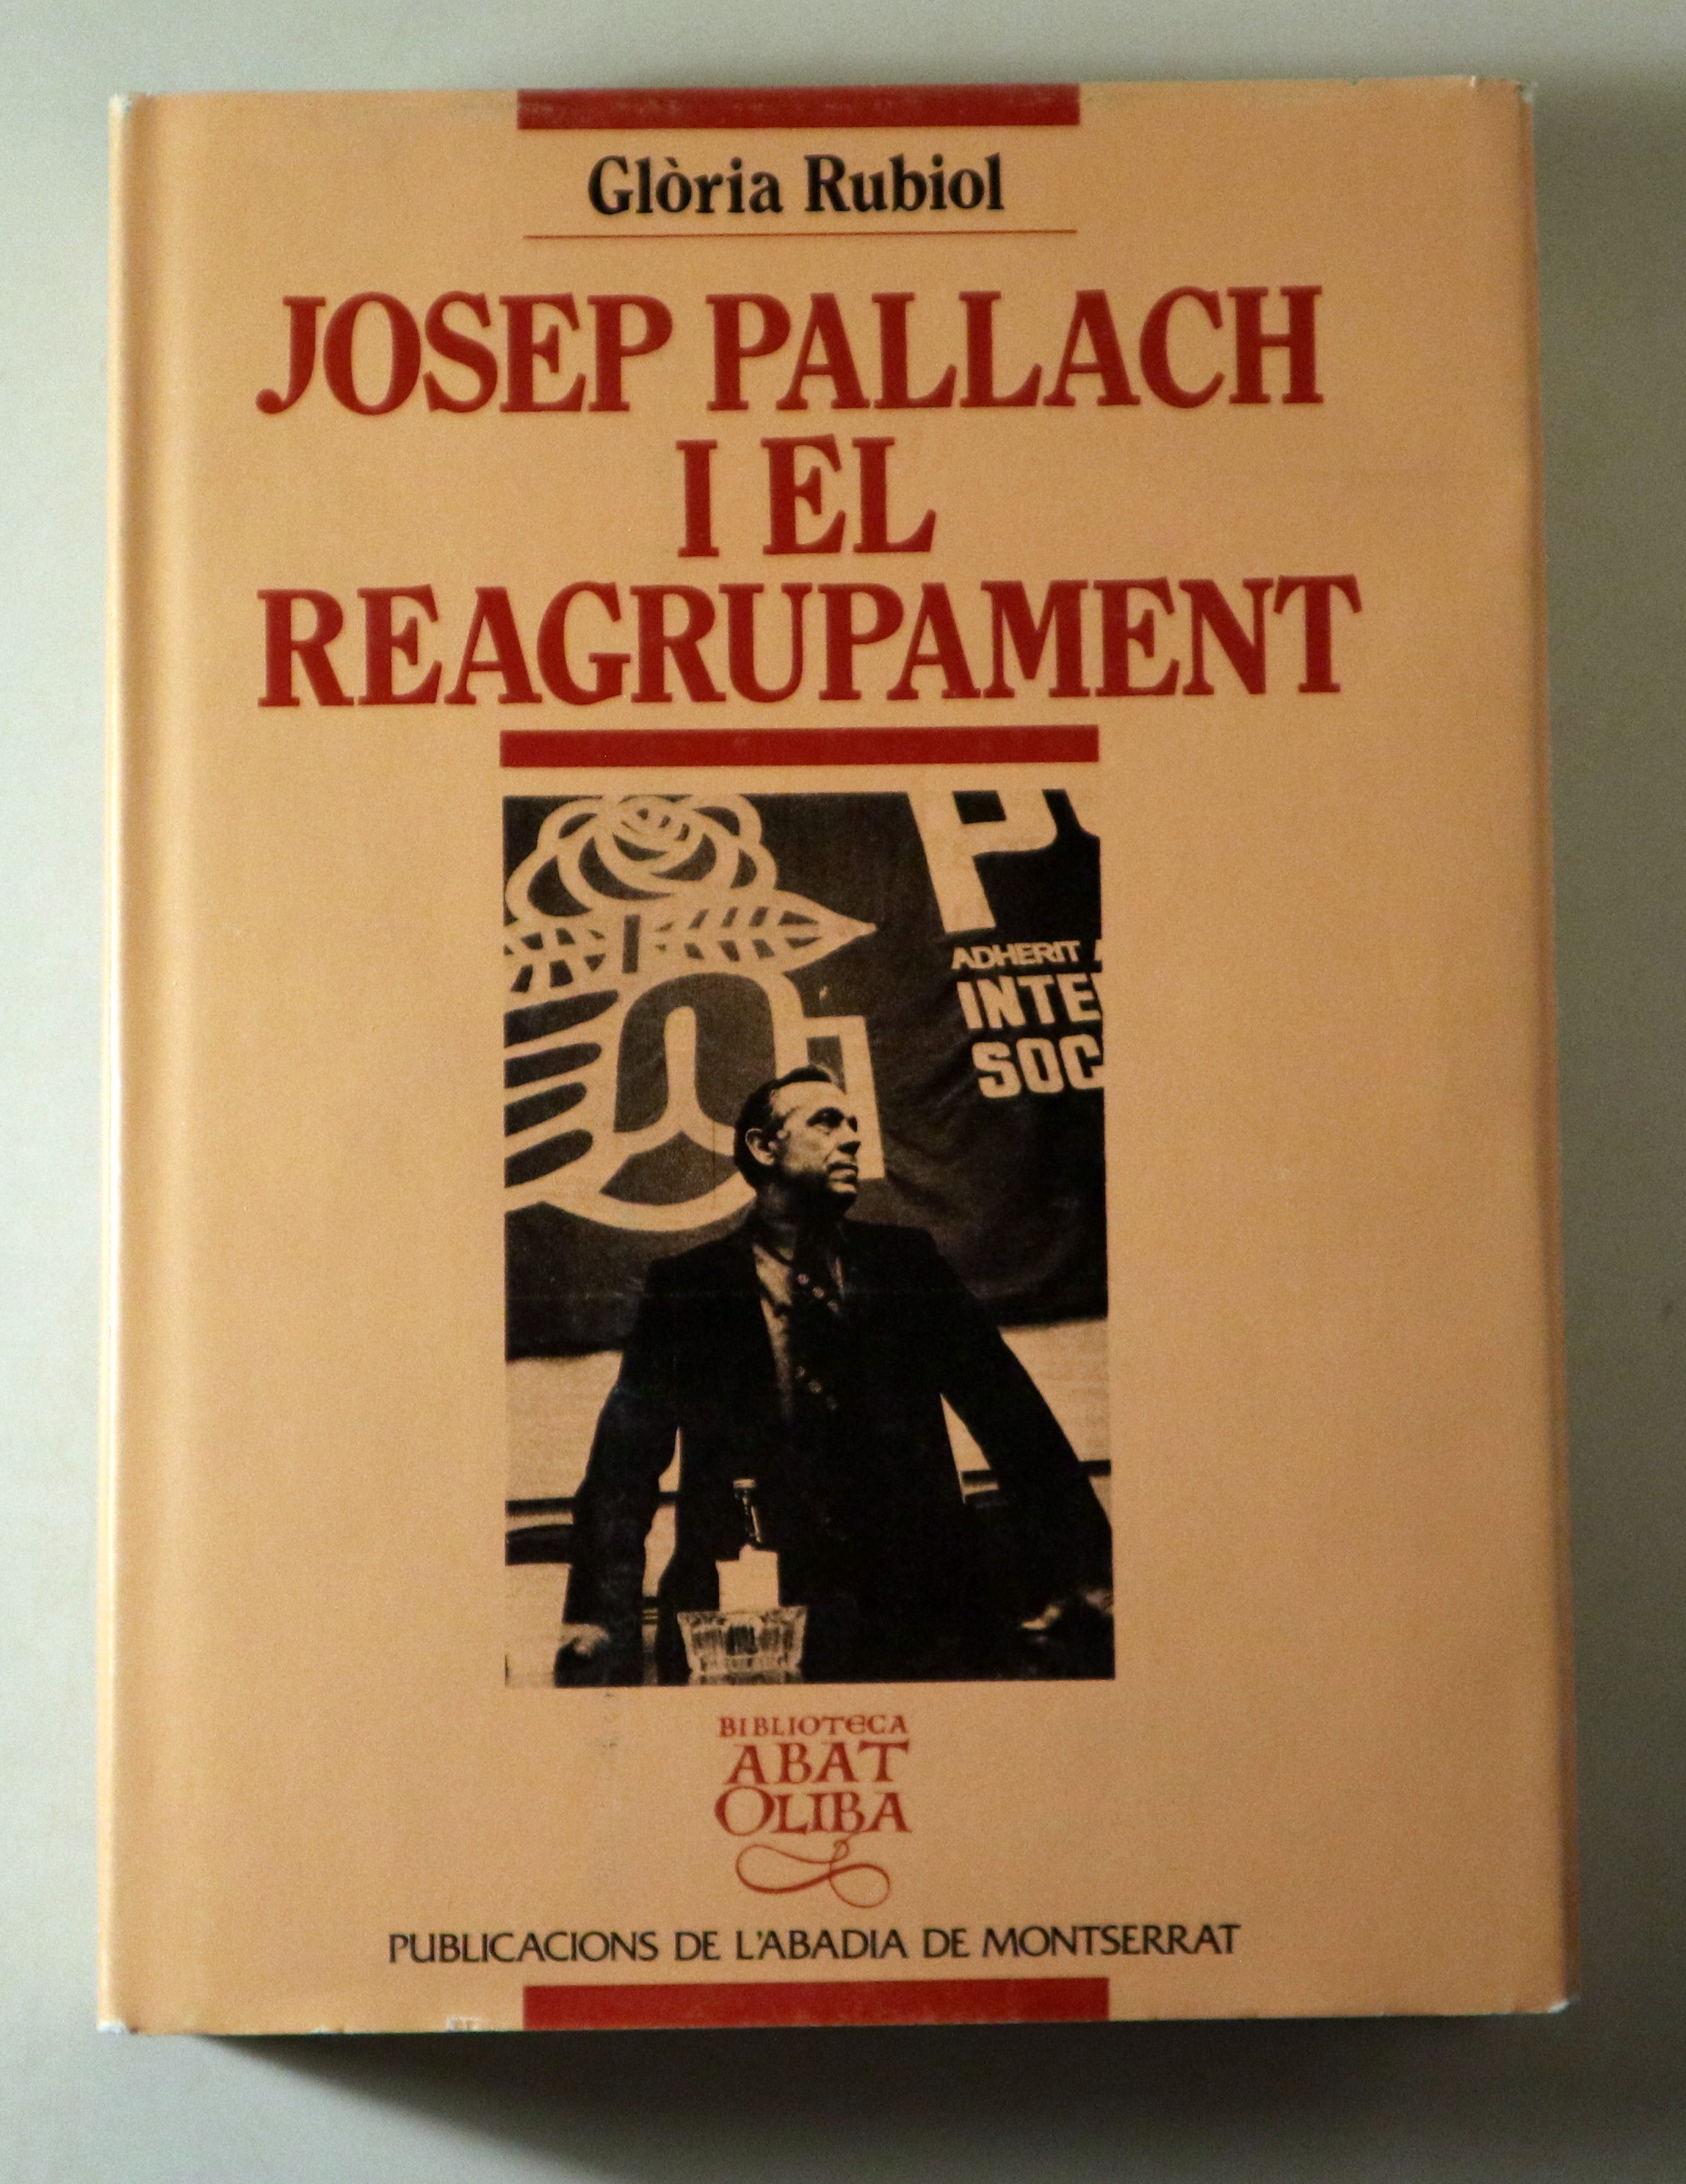 Glòria Rubiol
JOSEP PALLACH
I EL
REAGRUPAMENT
P
ADHERIT
INTE
SOC
BIBLIOTECA
ABAT
OLIBA
PUBLICACIONS DE L'ABADIA DE MONTSERRAT